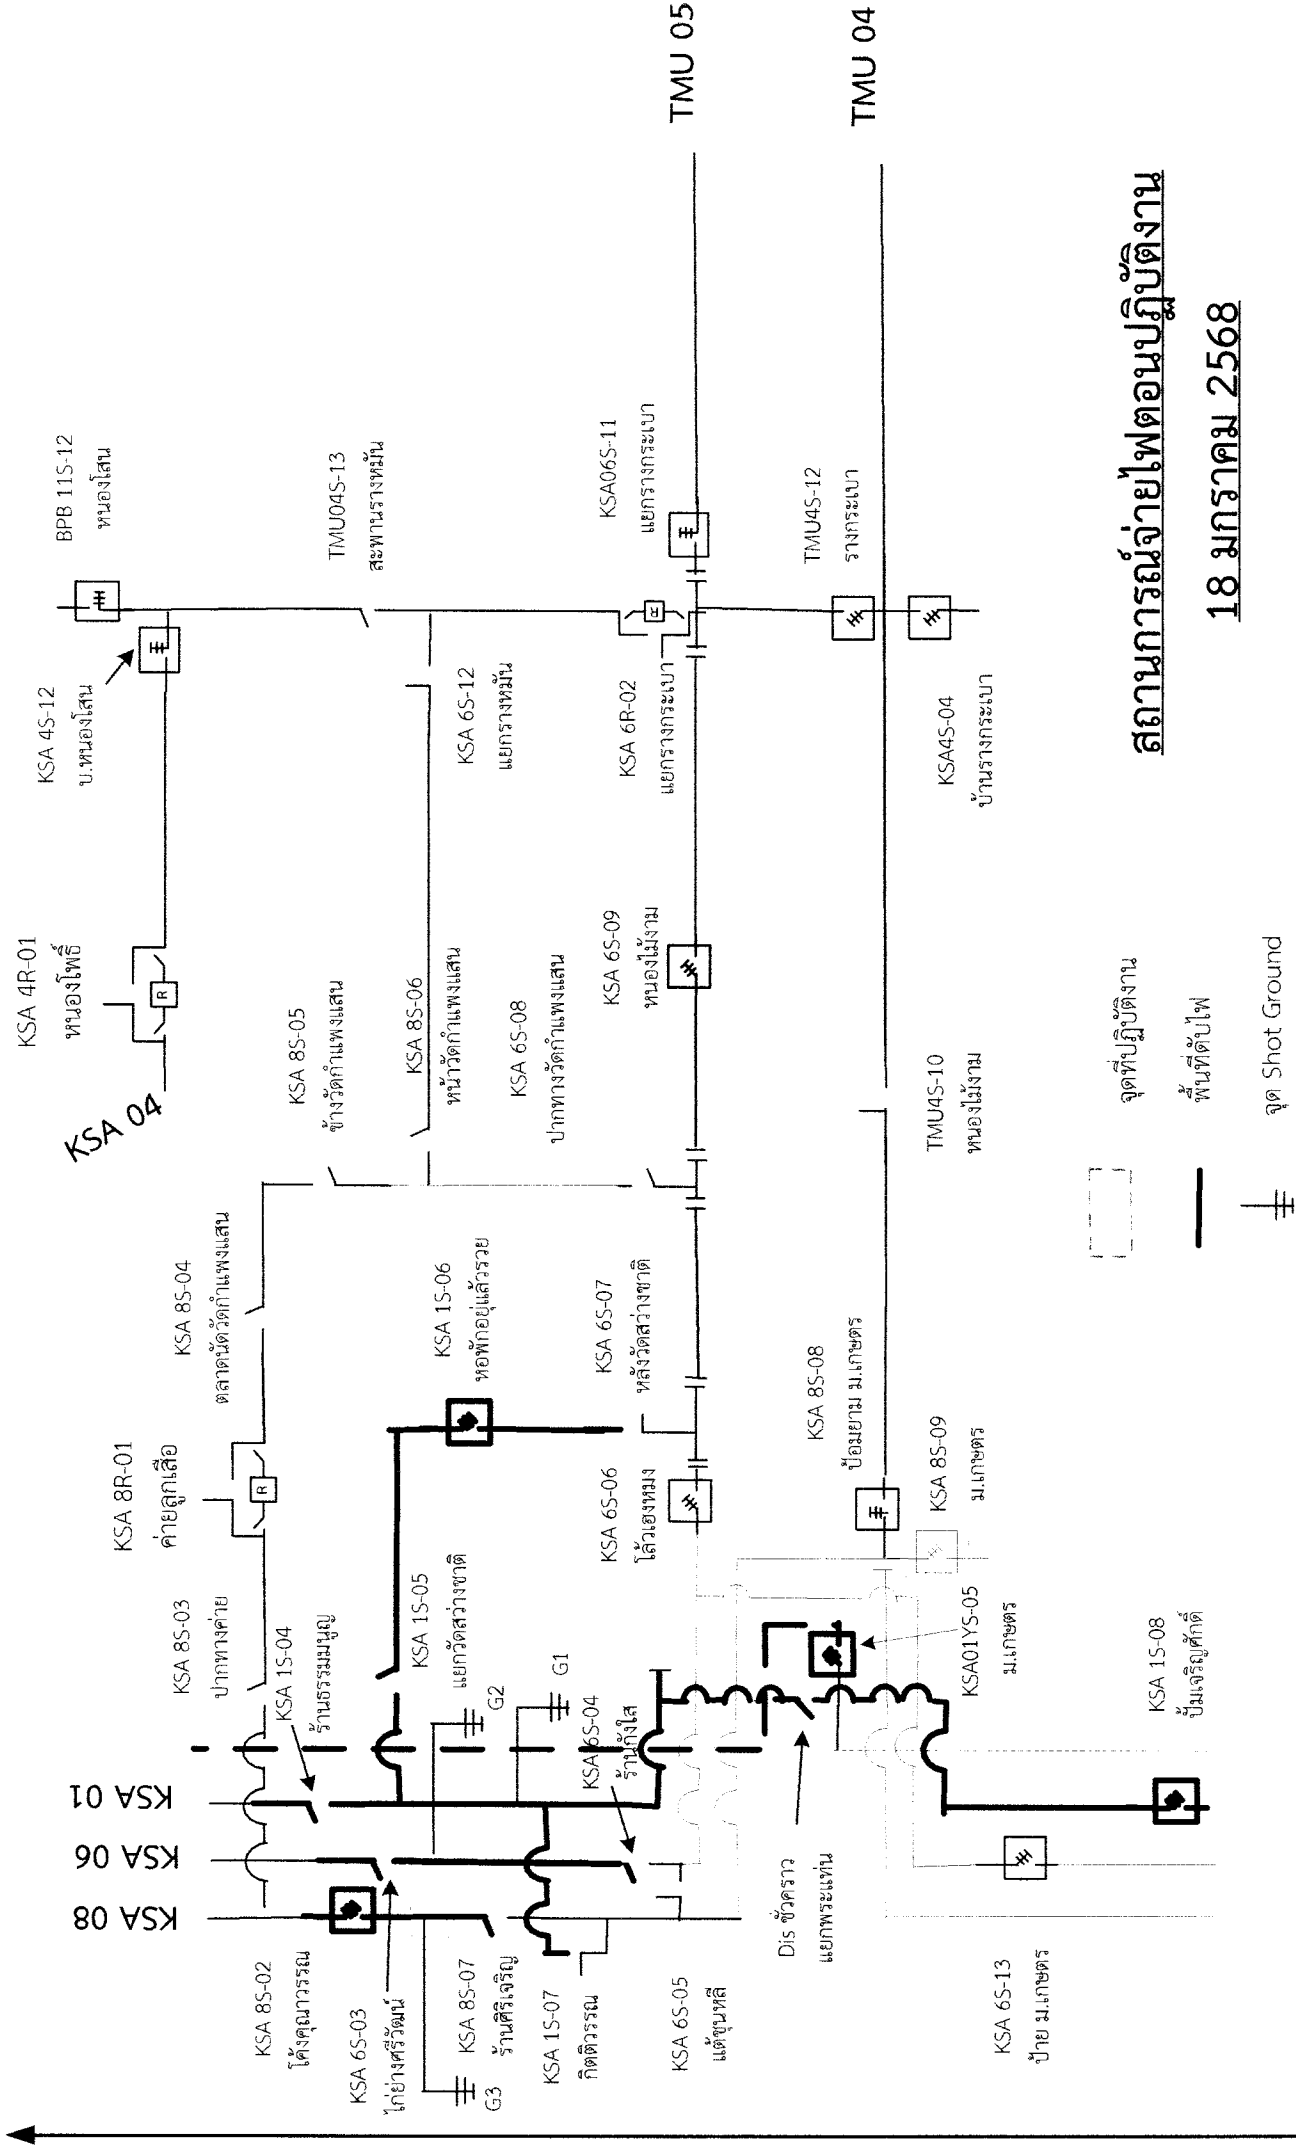 สถานการณ์จ่ายไฟตอนปฏิบัติงาน
18 มกราคม 2568
KSA 08
KSA 06
KSA 01
KSA 04
TMU 05
TMU 04
KSA 8S-02
โค้งคุณาวรรณ
KSA 6S-03
ไก่ย่างศรีวัฒน์
G3
KSA 8S-07
ร้านศิริเจริญ
KSA 1S-07
กิตติวรรณ
KSA 6S-05
แต้ชุนหลี
Dis ชั่วคราว
แยกพระแท่น
KSA 6S-13
ป้าย ม.เกษตร
KSA 8S-03
ปากทางค่าย
KSA 1S-04
ร้านธรรมมนูญ
KSA 1S-05
แยกวัดสว่างชาติ
G2
G1
KSA 6S-04
ร้านกังใส
KSA01YS-05
ม.เกษตร
KSA 1S-08
ปั้มเจริญศักดิ์
KSA 8R-01
ค่ายลูกเสือ
R
KSA 8S-04
ตลาดนัดวัดกำแพงแสน
KSA 1S-06
หอพักอยู่แล้วรวย
KSA 6S-06
โล้วเฮงหมง
KSA 6S-07
หลังวัดสว่างชาติ
KSA 8S-08
ป้อมยาม ม.เกษตร
KSA 8S-09
ม.เกษตร
KSA 8S-05
ข้างวัดกำแพงแสน
KSA 8S-06
หน้าวัดกำแพงแสน
KSA 6S-08
ปากทางวัดกำแพงแสน
KSA 6S-09
หนองไม้งาม
TMU4S-10
หนองไม้งาม
KSA 4R-01
หนองโพธิ์
R
KSA 4S-12
บ.หนองโสน
BPB 11S-12
หนองโสน
TMU04S-13
สะพานรางหมัน
KSA 6S-12
แยกรางหมัน
KSA 6R-02
แยกรางกระเบา
R
KSA06S-11
แยกรางกระเบา
TMU4S-12
รางกระเบา
KSA4S-04
บ้านรางกระเบา
จุดที่ปฏิบัติงาน
พื้นที่ดับไฟ
จุด Shot Ground